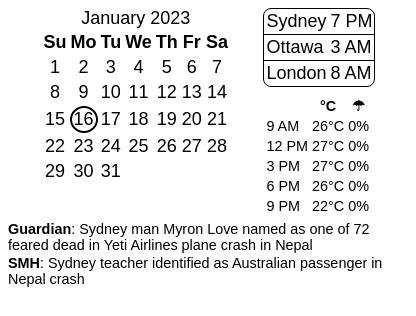 January 2023
Su Mo Tu We Th Fr Sa
1 2 3 4 5 6 7
8 9 10 11 12 13 14
15 16 17 18 19 20 21
22 23 24 25 26 27 28
29 30 31
Sydney 7 PM
Ottawa 3 AM
London 8 AM
°C ☂
9 AM 26°C 0%
12 PM 27°C 0%
3 PM 27°C 0%
6 PM 26°C 0%
9 PM 22°C 0%
Guardian: Sydney man Myron Love named as one of 72
feared dead in Yeti Airlines plane crash in Nepal
SMH: Sydney teacher identified as Australian passenger in
Nepal crash